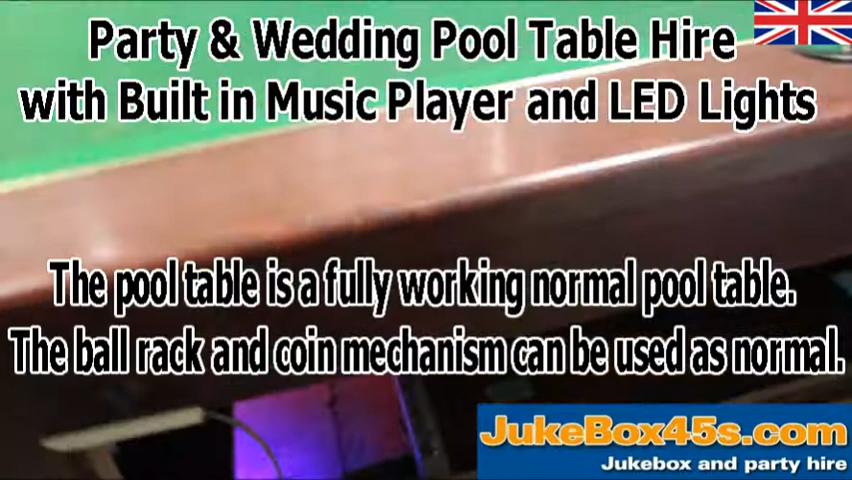 Party & Wedding Pool Table Hire
with Built in Music Player and LED Lights
The pool table is a fully working normal pool table.
The ball rack and coin mechanism can be used as normal.
JukeBox45s.com
Jukebox and party hire